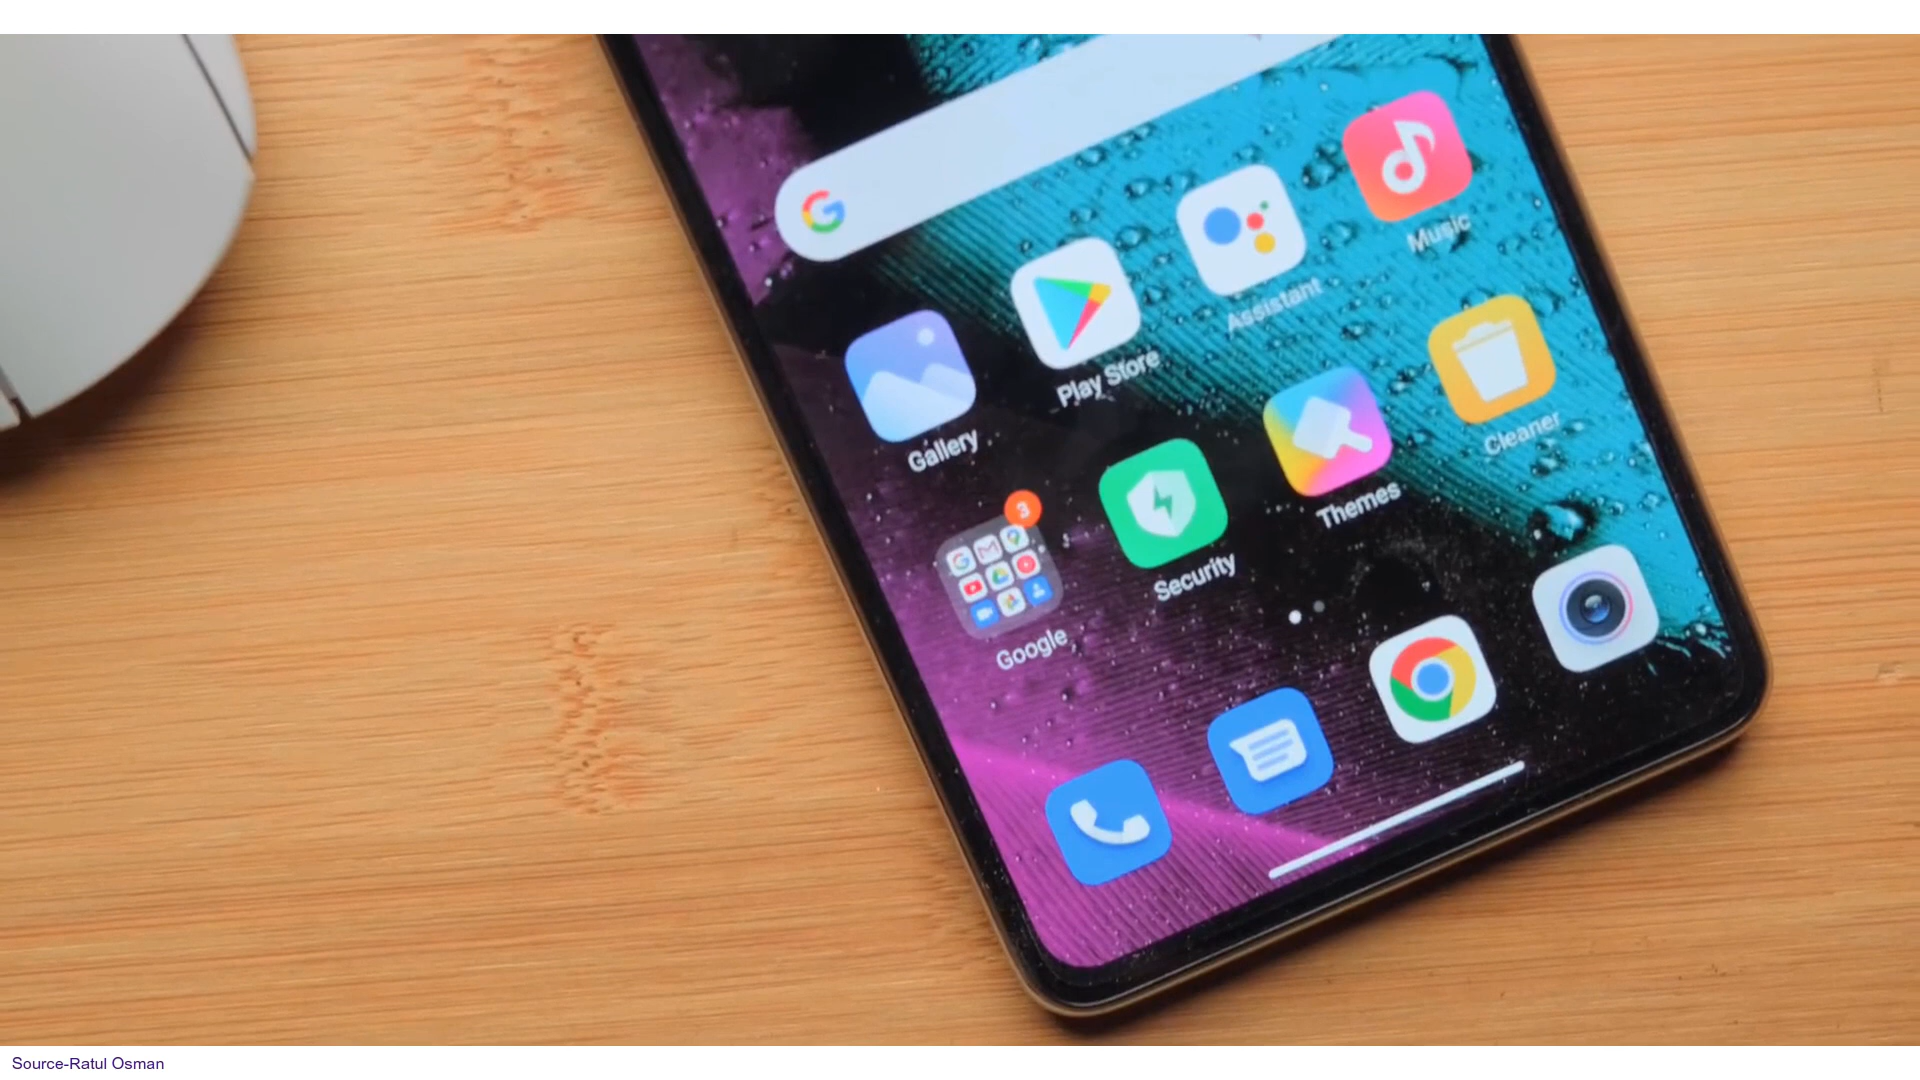 Music
Assistant
Play Store
Gallery
Cleaner
Themes
Security
3
Google
Source-Ratul Osman